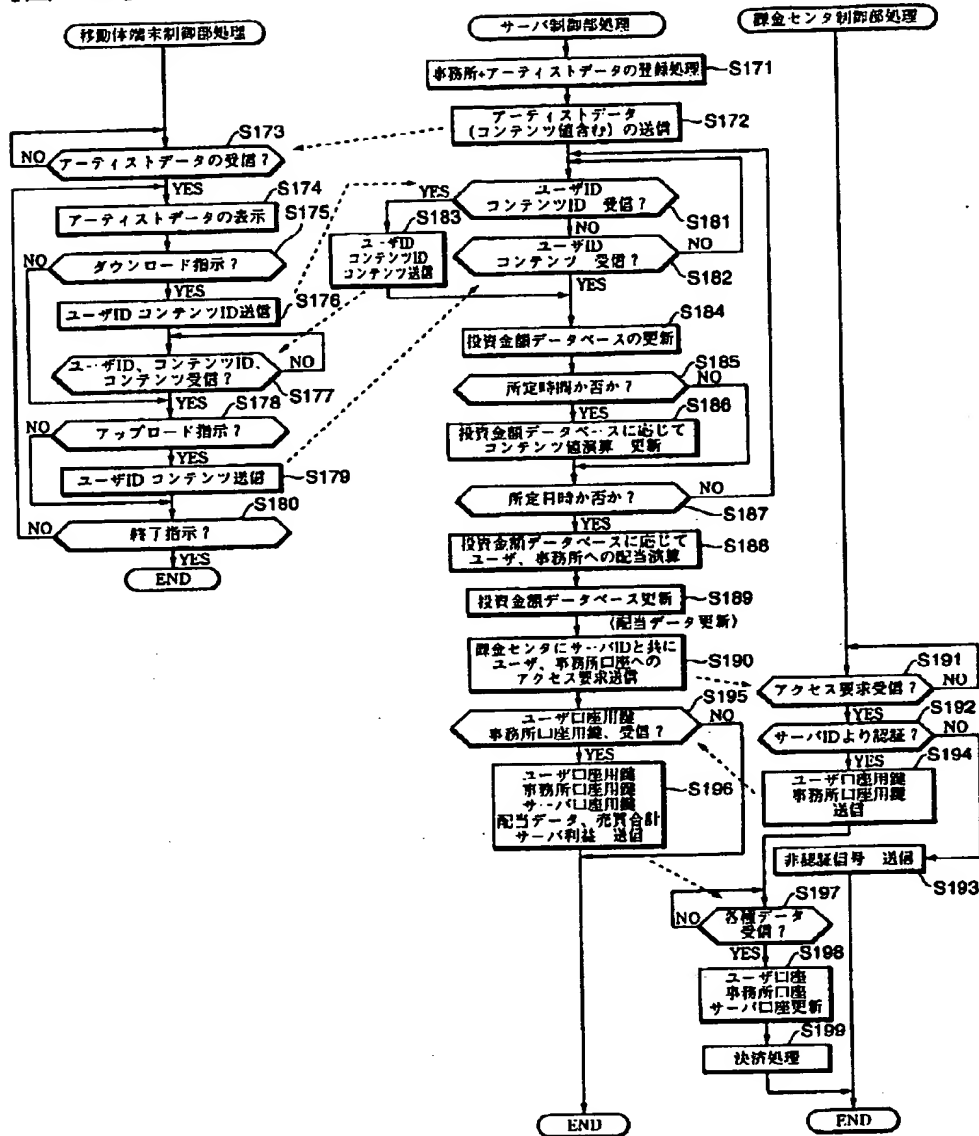 移動体端末制御部処理
S173
NO
アーティストデータの受信？
YES
S174
アーティストデータの表示
S175
NO
ダウンロード指示？
YES
S176
ユーザID コンテンツID送信
ユーザID、コンテンツID、
コンテンツ受信？
NO
S177
YES
S178
アップロード指示？
YES
ユーザID コンテンツ送信
S179
S180
NO
終了指示？
YES
END
サーバ制御部処理
事務所+アーティストデータの登録処理
S171
アーティストデータ
(コンテンツ値含む) の送信
S172
YES
ユーザID
コンテンツID 受信？
S181
S183
ユーザID
コンテンツID
コンテンツ送信
NO
ユーザID
コンテンツ 受信？
NO
S182
YES
S184
投資金額データベースの更新
S185
所定時間か否か？
NO
YES
S186
投資金額データベースに応じて
コンテンツ値演算 更新
所定日時か否か？
NO
S187
YES
投資金額データベースに応じて
ユーザ、事務所への配当演算
S188
投資金額データベース更新
S189
(配当データ更新)
課金センタにサーバIDと共に
ユーザ、事務所口座への
アクセス要求送信
S190
S195
ユーザ口座用鍵
事務所口座用鍵、受信？
NO
YES
ユーザ口座用鍵
事務所口座用鍵
サーバ口座用鍵
配当データ、売買合計
サーバ利益 送信
S196
END
課金センタ制御部処理
S191
アクセス要求受信？
NO
YES
S192
サーバIDより認証？
NO
YES
S194
ユーザ口座用鍵
事務所口座用鍵
送信
非認証信号 送信
S193
S197
NO
各種データ
受信？
YES
S198
ユーザ口座
事務所口座
サーバ口座更新
S199
決済処理
END